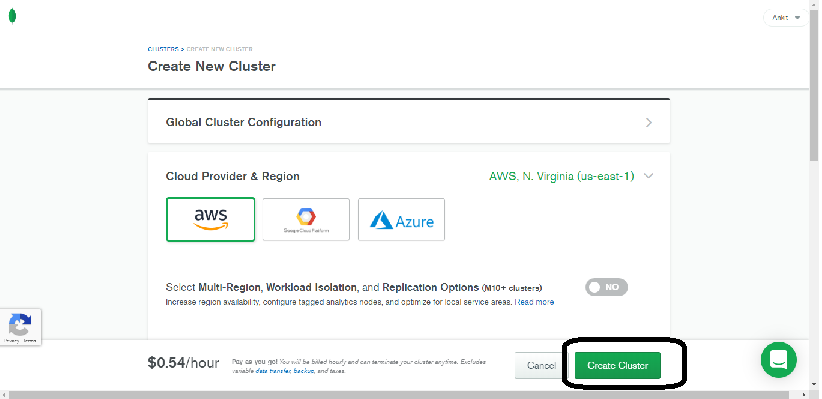 Ankit
CLUSTERS > CREATE NEW CLUSTER
Create New Cluster
Global Cluster Configuration
Cloud Provider & Region
AWS, N. Virginia (us-east-1)
aws
Google Cloud Platform
Azure
Select Multi-Region, Workload Isolation, and Replication Options (M10+ clusters)
NO
Increase region availability, configure tagged analytics nodes, and optimize for local service areas. Read more
Privacy - Terms
$0.54/hour
Pay as you go! You will be billed hourly and can terminate your cluster anytime. Excludes
variable data transfer, backup, and taxes.
Cancel
Create Cluster